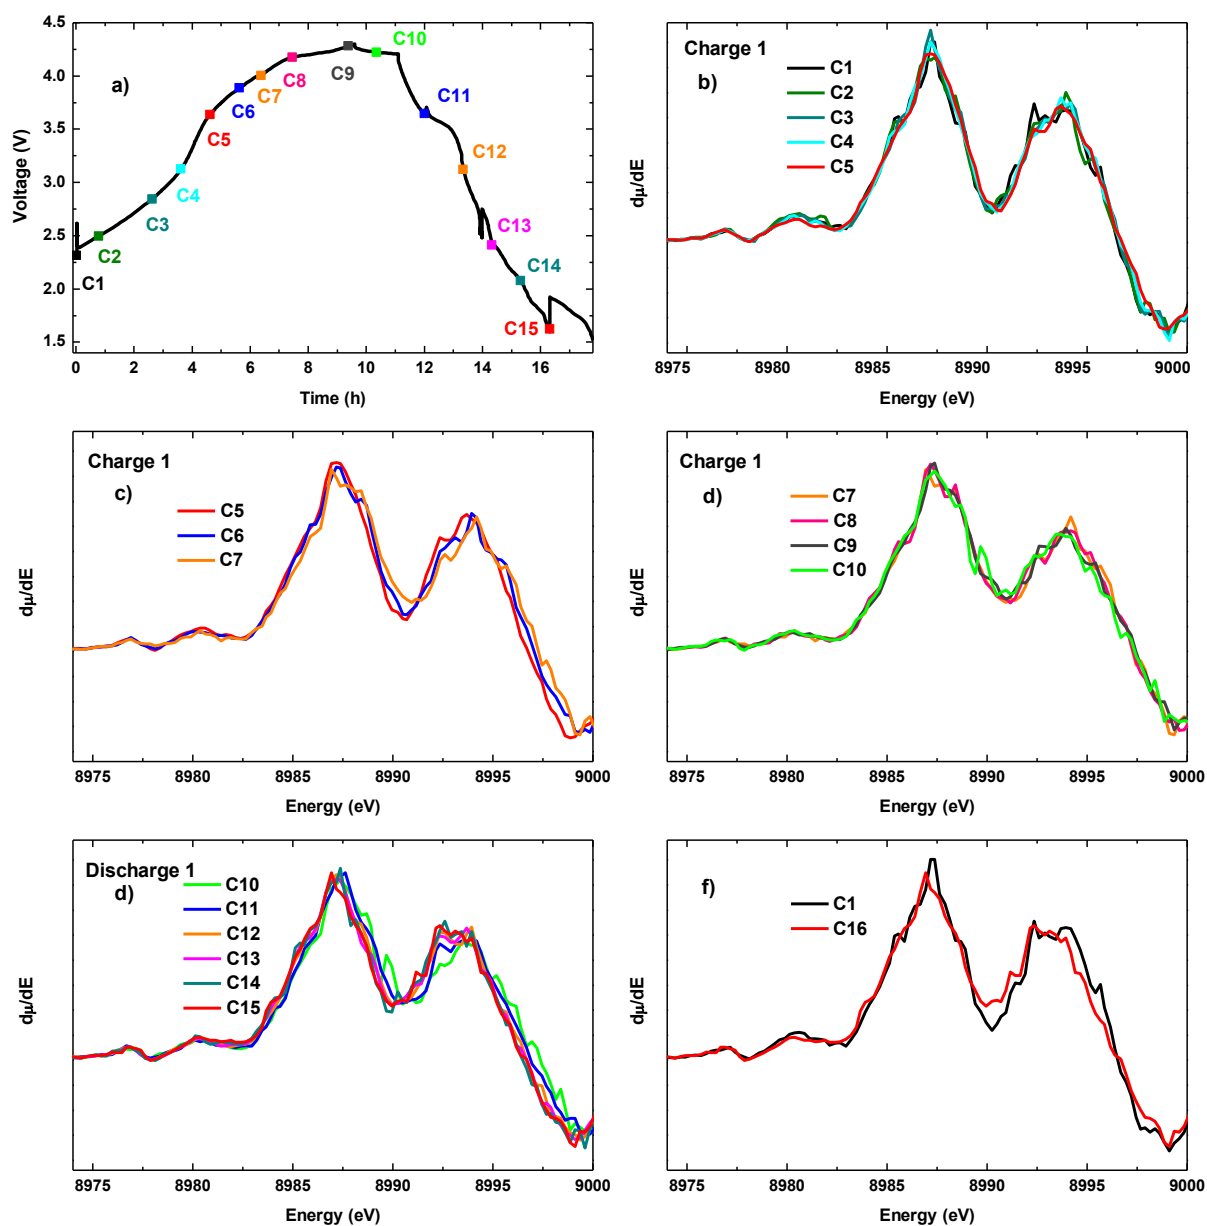 a)
4.5
4.0
3.5
3.0
2.5
2.0
1.5
Voltage (V)
C1
C2
C3
C4
C5
C6
C7
C8
C9
C10
C11
C12
C13
C14
C15
0 2 4 6 8 10 12 14 16
Time (h)
Charge 1
b)
C1
C2
C3
C4
C5
dµ/dE
8975 8980 8985 8990 8995 9000
Energy (eV)
Charge 1
c)
C5
C6
C7
dµ/dE
8975 8980 8985 8990 8995 9000
Energy (eV)
Charge 1
d)
C7
C8
C9
C10
dµ/dE
8975 8980 8985 8990 8995 9000
Energy (eV)
Discharge 1
d)
C10
C11
C12
C13
C14
C15
dµ/dE
8975 8980 8985 8990 8995 9000
Energy (eV)
f)
C1
C16
dµ/dE
8975 8980 8985 8990 8995 9000
Energy (eV)